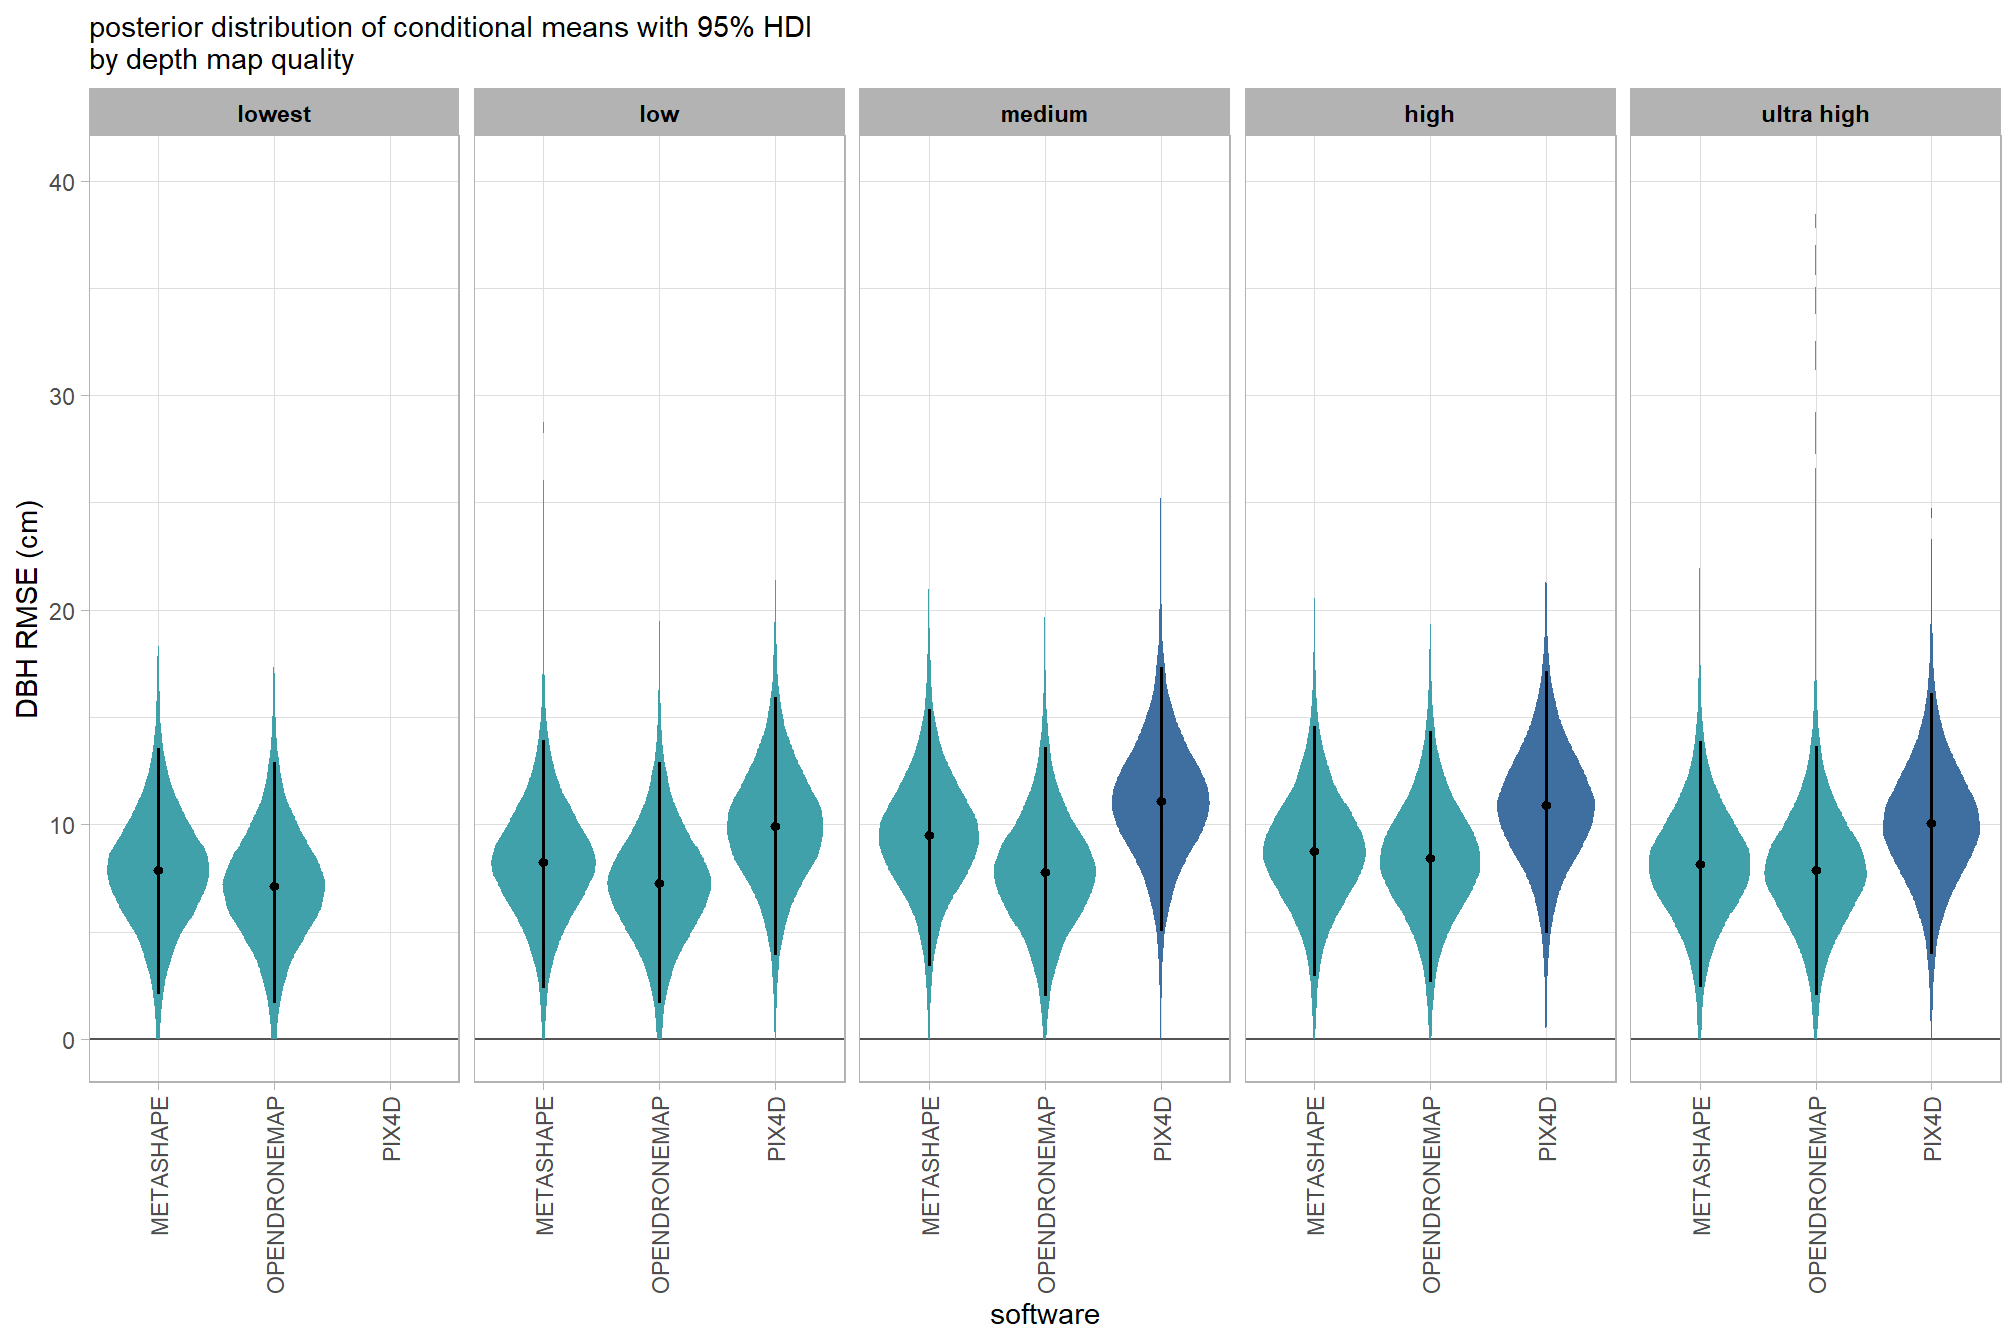 posterior distribution of conditional means with 95% HDI
by depth map quality
lowest
low
medium
high
ultra high
DBH RMSE (cm)
40
30
20
10
0
METASHAPE
OPENDRONEMAP
PIX4D
METASHAPE
OPENDRONEMAP
PIX4D
METASHAPE
OPENDRONEMAP
PIX4D
METASHAPE
OPENDRONEMAP
PIX4D
METASHAPE
OPENDRONEMAP
PIX4D
software